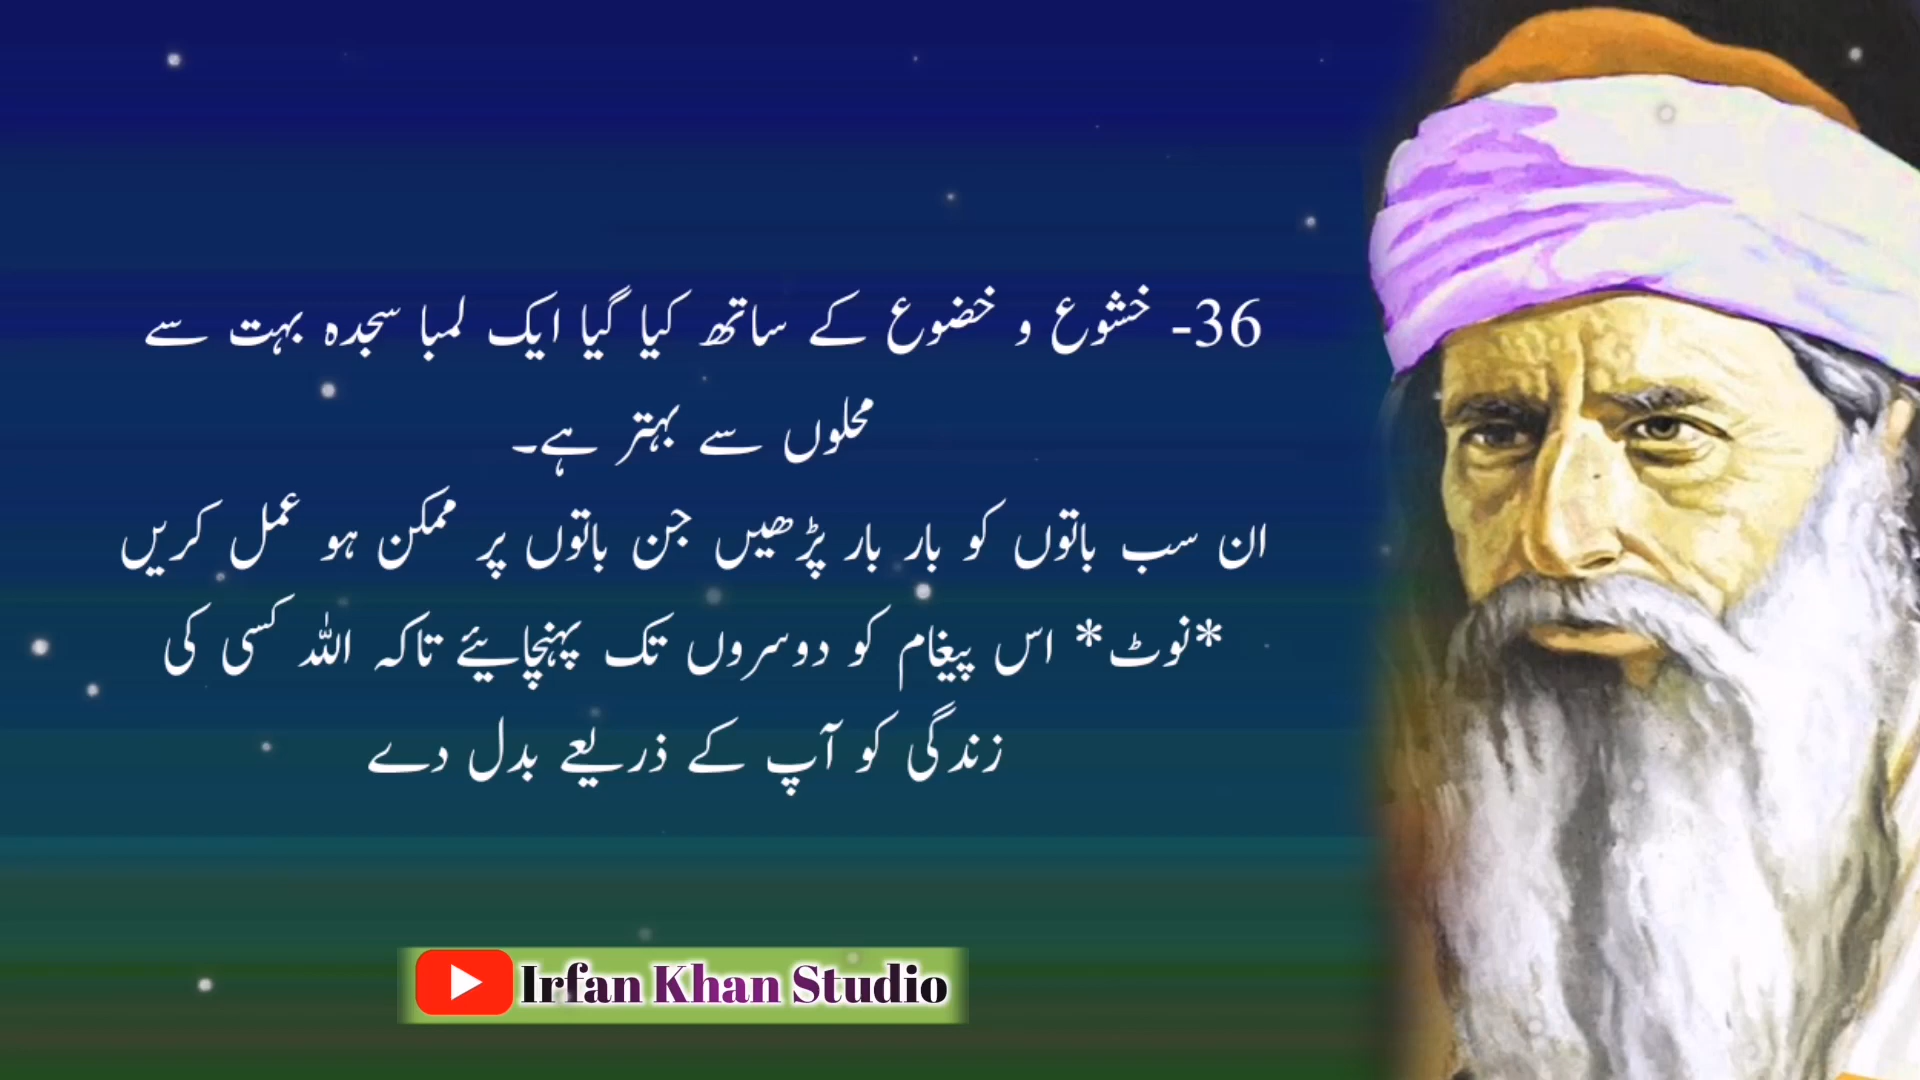 36- خشوع و خضوع کے ساتھ کیا گیا ایک لمبا سجدہ بہت سے
محلوں سے بہتر ہے۔
ان سب باتوں کو بار بار پڑھیں جن باتوں پر ممکن ہو عمل کریں
*نوٹ* اس پیغام کو دوسروں تک پہنچایئے تاکہ اللہ کسی کی
زندگی کو آپ کے ذریعے بدل دے
Irfan Khan Studio